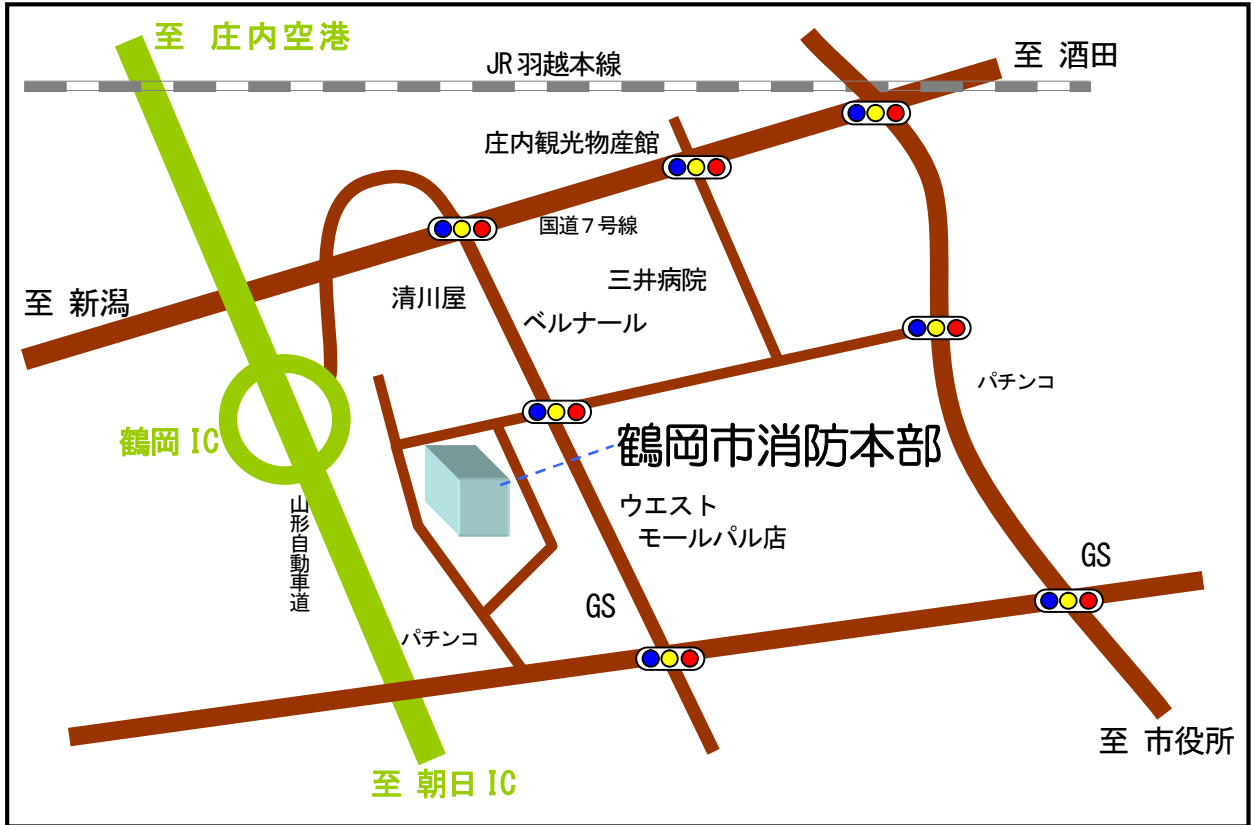 至 庄内空港
JR羽越本線
至 酒田
庄内観光物産館
国道7号線
三井病院
清川屋
至 新潟
ベルナール
パチンコ
鶴岡IC
鶴岡市消防本部
山形自動車道
ウエスト
モールパル店
GS
GS
パチンコ
至 市役所
至 朝日IC